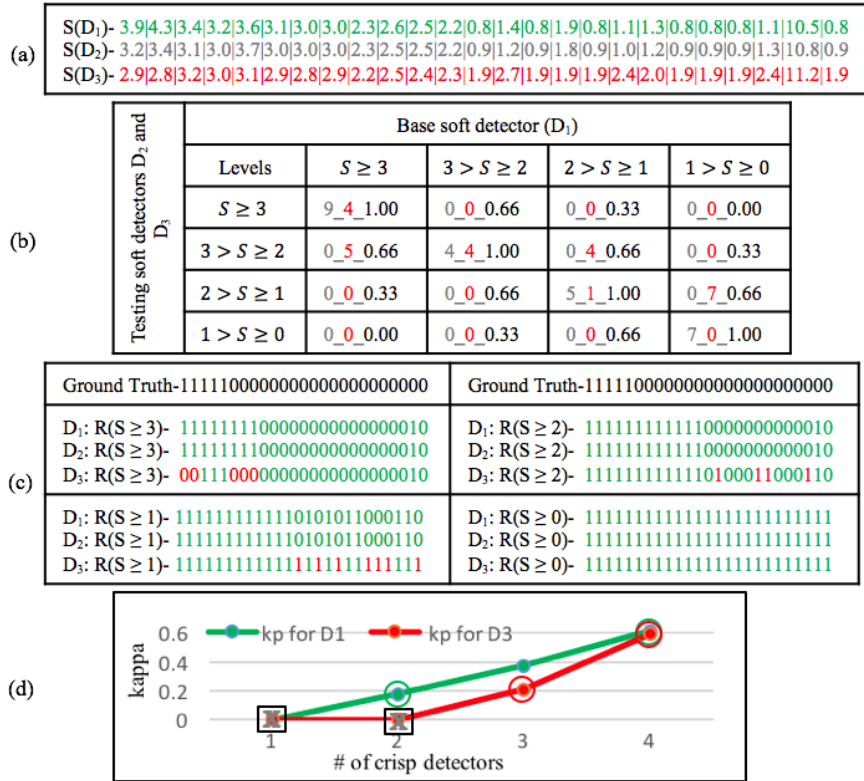 (a)
S(D₁)- 3.9|4.3|3.4|3.2|3.6|3.1|3.0|3.0|2.3|2.6|2.5|2.2|0.8|1.4|0.8|1.9|0.8|1.1|1.3|0.8|0.8|0.8|1.1|10.5|0.8
S(D₂)- 3.2|3.4|3.1|3.0|3.7|3.0|3.0|3.0|2.3|2.5|2.5|2.2|0.9|1.2|0.9|1.8|0.9|1.0|1.2|0.9|0.9|0.9|1.3|10.8|0.9
S(D₃)- 2.9|2.8|3.2|3.0|3.1|2.9|2.8|2.9|2.2|2.5|2.4|2.3|1.9|2.7|1.9|1.9|1.9|2.4|2.0|1.9|1.9|1.9|2.4|11.2|1.9
(b)
Testing soft detectors D₂ and
D₃
Base soft detector (D₁)
Levels S ≥ 3 3 > S ≥ 2 2 > S ≥ 1 1 > S ≥ 0
S ≥ 3 9_4_1.00 0_0_0.66 0_0_0.33 0_0_0.00
3 > S ≥ 2 0_5_0.66 4_4_1.00 0_4_0.66 0_0_0.33
2 > S ≥ 1 0_0_0.33 0_0_0.66 5_1_1.00 0_7_0.66
1 > S ≥ 0 0_0_0.00 0_0_0.33 0_0_0.66 7_0_1.00
(c)
Ground Truth-1111100000000000000000000
D₁: R(S ≥ 3)- 1111111100000000000000010
D₂: R(S ≥ 3)- 1111111100000000000000010
D₃: R(S ≥ 3)- 0011100000000000000000010
Ground Truth-1111100000000000000000000
D₁: R(S ≥ 2)- 1111111111110000000000010
D₂: R(S ≥ 2)- 1111111111110000000000010
D₃: R(S ≥ 2)- 1111111111110100011000110
D₁: R(S ≥ 1)- 1111111111110101011000110
D₂: R(S ≥ 1)- 1111111111110101011000110
D₃: R(S ≥ 1)- 1111111111111111111111111
D₁: R(S ≥ 0)- 1111111111111111111111111
D₂: R(S ≥ 0)- 1111111111111111111111111
D₃: R(S ≥ 0)- 1111111111111111111111111
(d)
kappa
0.6
0.4
0.2
0
kp for D1 kp for D3
1 2 3 4
# of crisp detectors